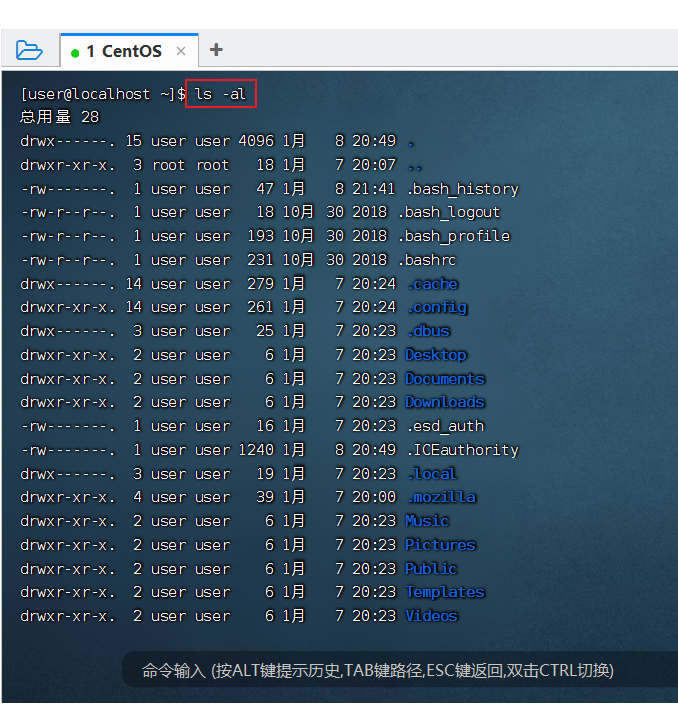 1 CentOS × +
[user@localhost ~]$ ls -al
总用量 28
drwx------. 15 user user 4096 1月   8 20:49 .
drwxr-xr-x.  3 root root   18 1月   7 20:07 ..
-rw-------.  1 user user   47 1月   8 21:41 .bash_history
-rw-r--r--.  1 user user   18 10月 30 2018 .bash_logout
-rw-r--r--.  1 user user  193 10月 30 2018 .bash_profile
-rw-r--r--.  1 user user  231 10月 30 2018 .bashrc
drwx------. 14 user user  279 1月   7 20:24 .cache
drwxr-xr-x. 14 user user  261 1月   7 20:24 .config
drwx------.  3 user user   25 1月   7 20:23 .dbus
drwxr-xr-x.  2 user user    6 1月   7 20:23 Desktop
drwxr-xr-x.  2 user user    6 1月   7 20:23 Documents
drwxr-xr-x.  2 user user    6 1月   7 20:23 Downloads
-rw-------.  1 user user   16 1月   7 20:23 .esd_auth
-rw-------.  1 user user 1240 1月   8 20:49 .ICEauthority
drwx------.  3 user user   19 1月   7 20:23 .local
drwxr-xr-x.  4 user user   39 1月   7 20:00 .mozilla
drwxr-xr-x.  2 user user    6 1月   7 20:23 Music
drwxr-xr-x.  2 user user    6 1月   7 20:23 Pictures
drwxr-xr-x.  2 user user    6 1月   7 20:23 Public
drwxr-xr-x.  2 user user    6 1月   7 20:23 Templates
drwxr-xr-x.  2 user user    6 1月   7 20:23 Videos
命令输入 (按ALT键提示历史,TAB键路径,ESC键返回,双击CTRL切换)